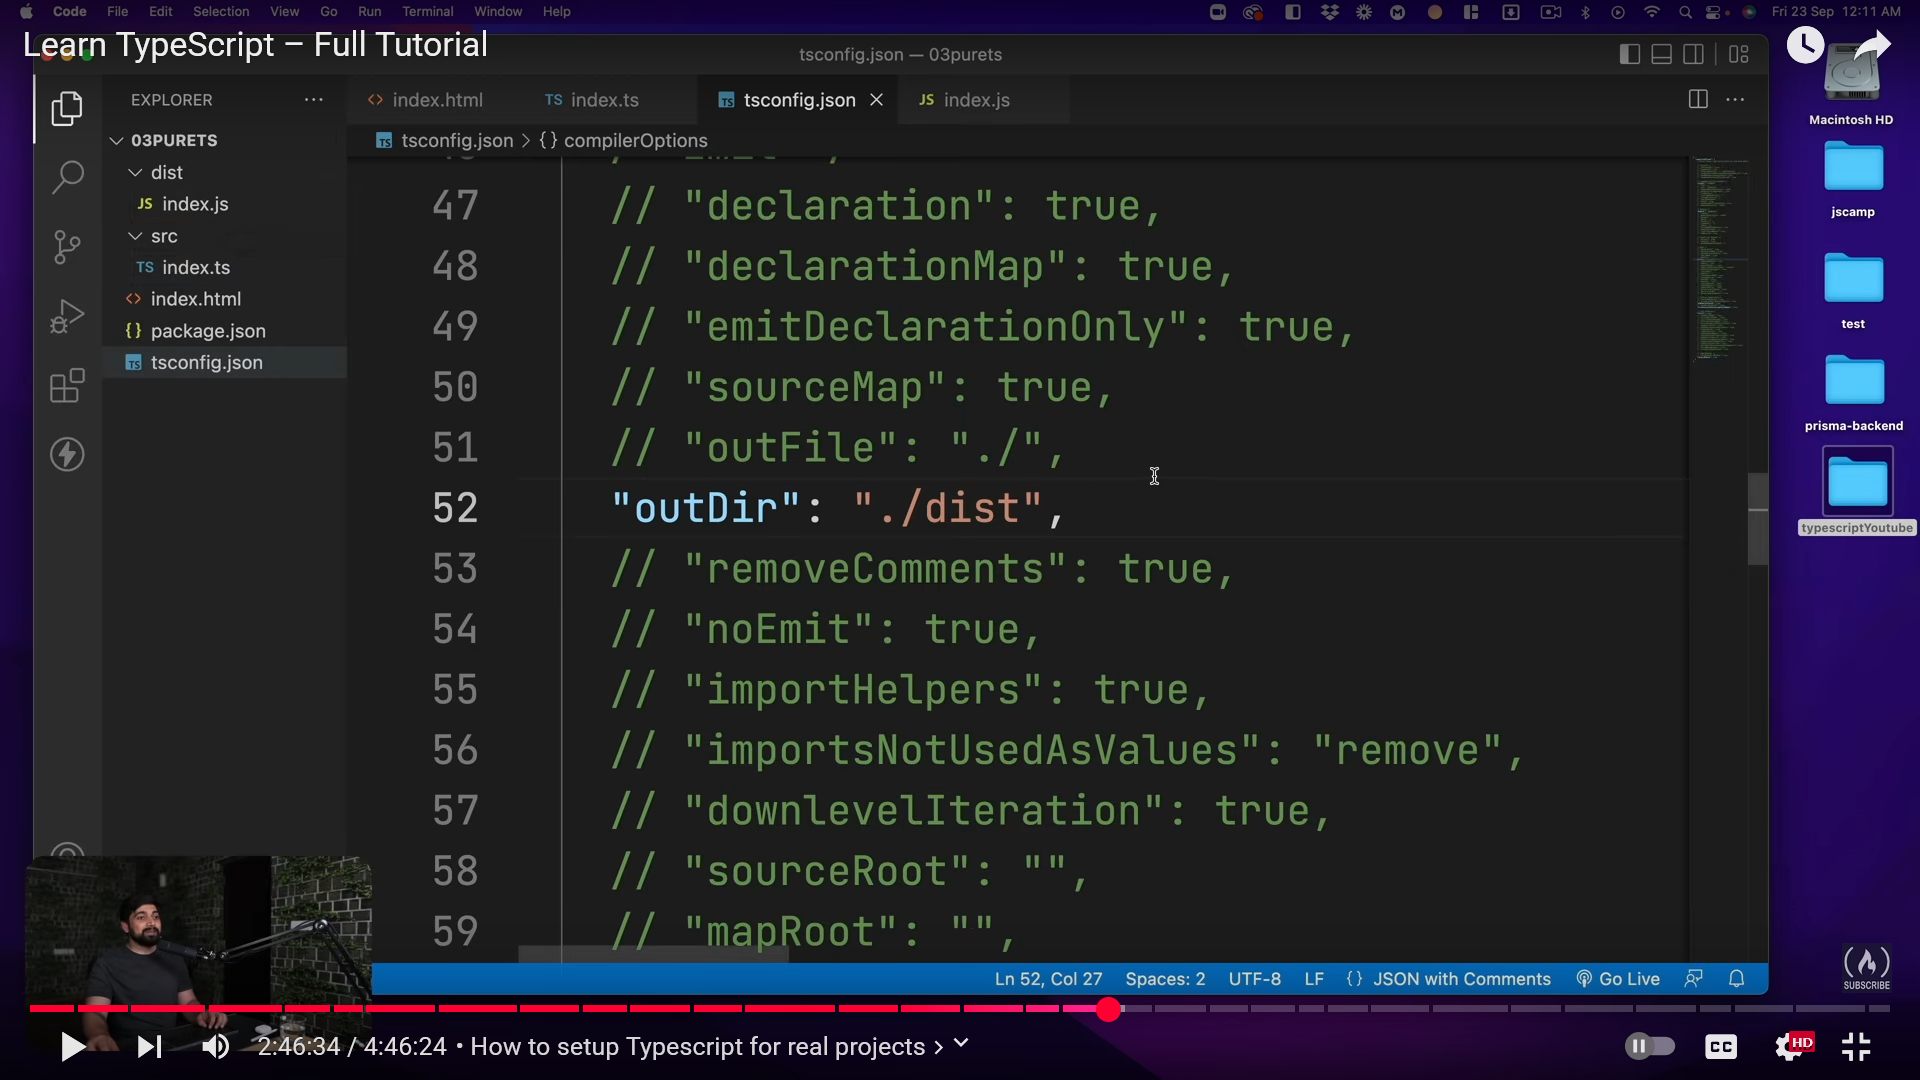 Code File Edit Selection View Go Run Terminal Window Help
Fri 23 Sep 12:11 AM
Learn TypeScript – Full Tutorial
tsconfig.json — 03purets
Macintosh HD
EXPLORER
index.html
TS index.ts
TS tsconfig.json
JS index.js
03PURETS
TS tsconfig.json > {} compilerOptions
dist
JS index.js
src
TS index.ts
index.html
{} package.json
TS tsconfig.json
47 // "declaration": true,
48 // "declarationMap": true,
49 // "emitDeclarationOnly": true,
50 // "sourceMap": true,
51 // "outFile": "./",
52 "outDir": "./dist",
53 // "removeComments": true,
54 // "noEmit": true,
55 // "importHelpers": true,
56 // "importsNotUsedAsValues": "remove",
57 // "downlevelIteration": true,
58 // "sourceRoot": "",
59 // "mapRoot": "",
jscamp
test
prisma-backend
typescriptYoutube
Ln 52, Col 27 Spaces: 2 UTF-8 LF {} JSON with Comments Go Live
SUBSCRIBE
2:46:34 / 4:46:24 • How to setup Typescript for real projects >
CC
HD